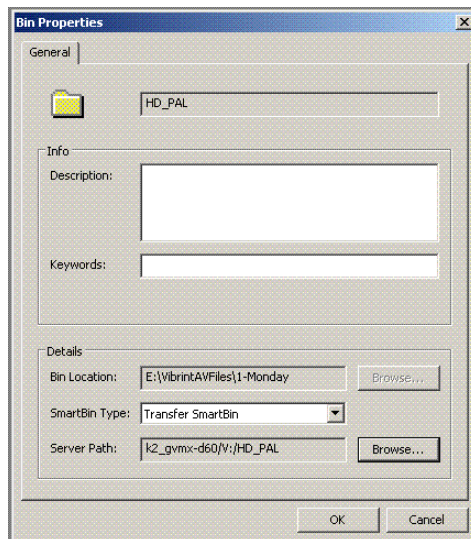 Bin Properties
General
HD_PAL
Info
Description:
Keywords:
Details
Bin Location: E:\VibrintAVFiles\1-Monday Browse...
SmartBin Type: Transfer SmartBin
Server Path: k2_gvmx-d60/V:/HD_PAL Browse...
OK Cancel